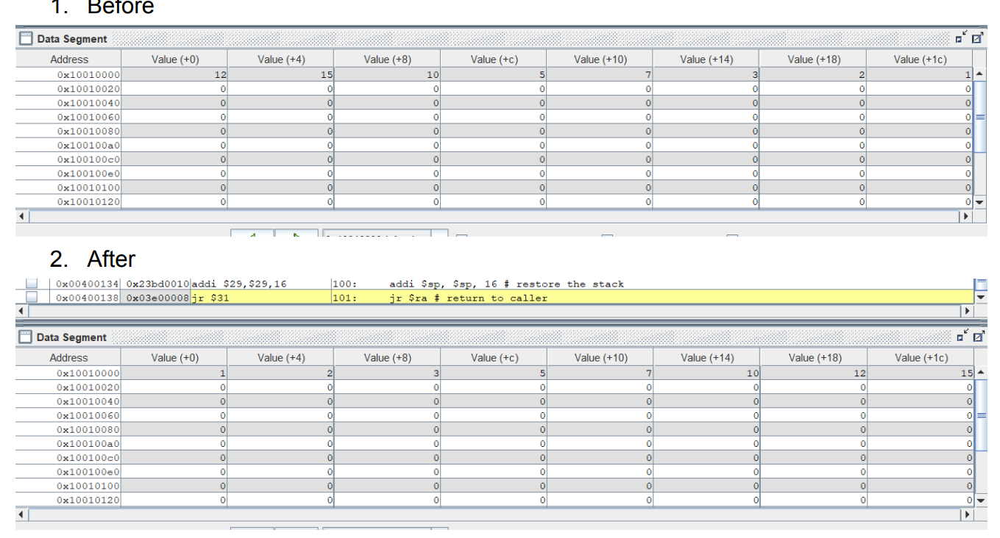 1. Before
Data Segment
Address Value (+0) Value (+4) Value (+8) Value (+c) Value (+10) Value (+14) Value (+18) Value (+1c)
0x10010000 12 15 10 5 7 3 2 1
0x10010020 0 0 0 0 0 0 0 0
0x10010040 0 0 0 0 0 0 0 0
0x10010060 0 0 0 0 0 0 0 0
0x10010080 0 0 0 0 0 0 0 0
0x100100a0 0 0 0 0 0 0 0 0
0x100100c0 0 0 0 0 0 0 0 0
0x100100e0 0 0 0 0 0 0 0 0
0x10010100 0 0 0 0 0 0 0 0
0x10010120 0 0 0 0 0 0 0 0
2. After
0x00400134 0x23bd0010 addi $29,$29,16 100: addi $sp, $sp, 16 # restore the stack
0x00400138 0x03e00008 jr $31 101: jr $ra # return to caller
Data Segment
Address Value (+0) Value (+4) Value (+8) Value (+c) Value (+10) Value (+14) Value (+18) Value (+1c)
0x10010000 1 2 3 5 7 10 12 15
0x10010020 0 0 0 0 0 0 0 0
0x10010040 0 0 0 0 0 0 0 0
0x10010060 0 0 0 0 0 0 0 0
0x10010080 0 0 0 0 0 0 0 0
0x100100a0 0 0 0 0 0 0 0 0
0x100100c0 0 0 0 0 0 0 0 0
0x100100e0 0 0 0 0 0 0 0 0
0x10010100 0 0 0 0 0 0 0 0
0x10010120 0 0 0 0 0 0 0 0